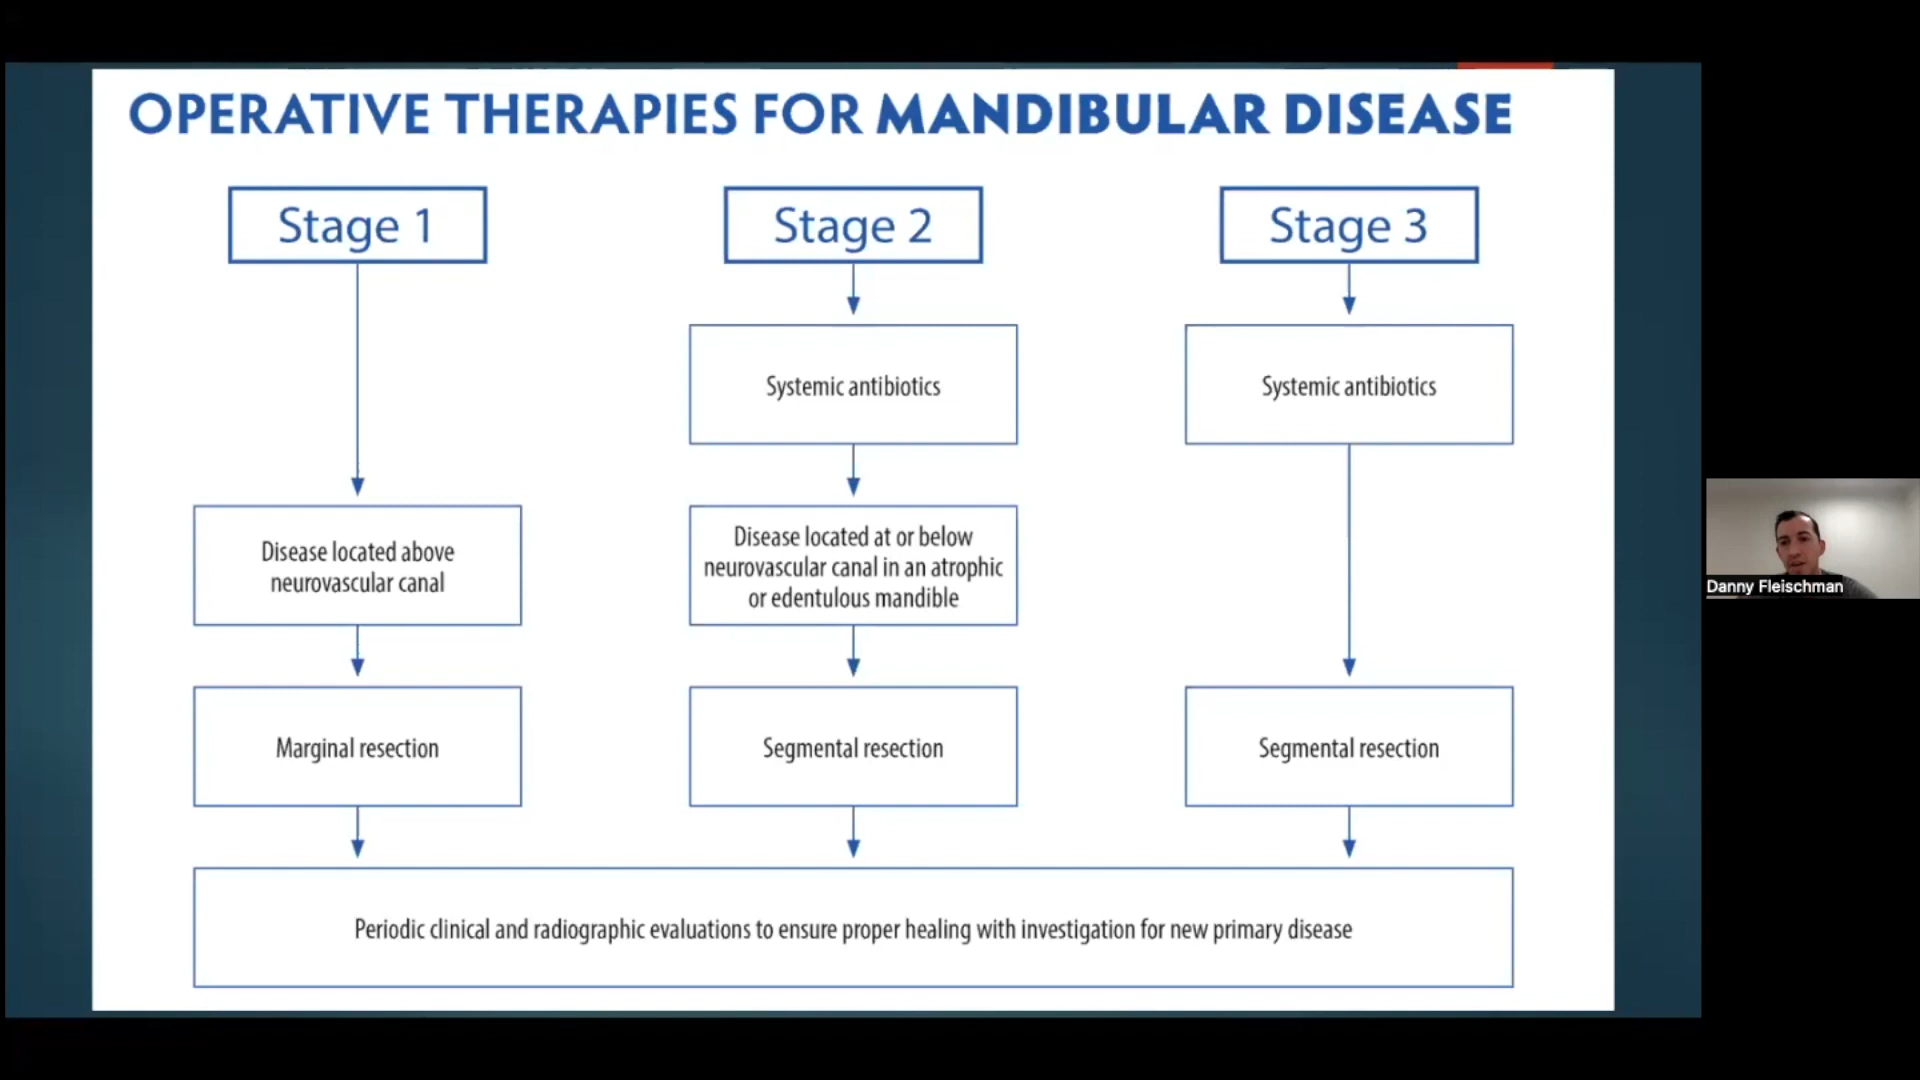 OPERATIVE THERAPIES FOR MANDIBULAR DISEASE
Stage 1
Stage 2
Stage 3
Systemic antibiotics
Systemic antibiotics
Disease located above
neurovascular canal
Disease located at or below
neurovascular canal in an atrophic
or edentulous mandible
Marginal resection
Segmental resection
Segmental resection
Periodic clinical and radiographic evaluations to ensure proper healing with investigation for new primary disease
Danny Fleischman